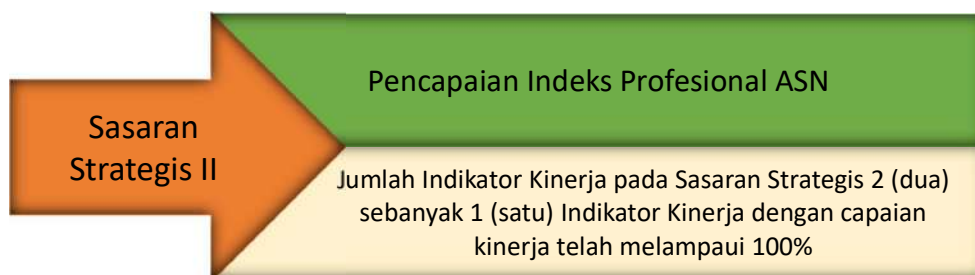 Sasaran
Strategis II
Pencapaian Indeks Profesional ASN
Jumlah Indikator Kinerja pada Sasaran Strategis 2 (dua)
sebanyak 1 (satu) Indikator Kinerja dengan capaian
kinerja telah melampaui 100%